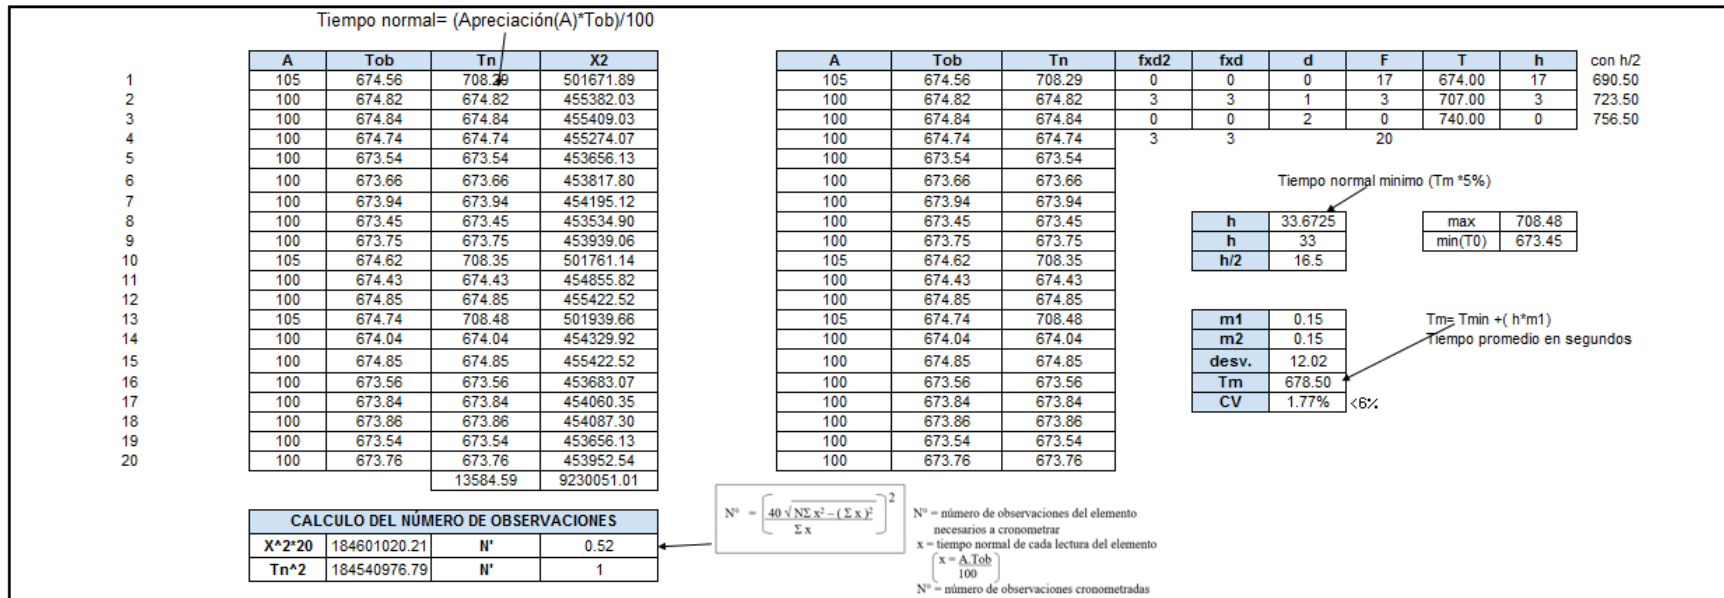 Tiempo normal= (Apreciación(A)*Tob)/100
A Tob Tn X2
1 105 674.56 708.29 501671.89
2 100 674.82 674.82 455382.03
3 100 674.84 674.84 455409.03
4 100 674.74 674.74 455274.07
5 100 673.54 673.54 453656.13
6 100 673.66 673.66 453817.80
7 100 673.94 673.94 454195.12
8 100 673.45 673.45 453534.90
9 100 673.75 673.75 453939.06
10 105 674.62 708.35 501761.14
11 100 674.43 674.43 454855.82
12 100 674.85 674.85 455422.52
13 105 674.74 708.48 501939.66
14 100 674.04 674.04 454329.92
15 100 674.85 674.85 455422.52
16 100 673.56 673.56 453683.07
17 100 673.84 673.84 454060.35
18 100 673.86 673.86 454087.30
19 100 673.54 673.54 453656.13
20 100 673.76 673.76 453952.54
13584.59 9230051.01
CALCULO DEL NÚMERO DE OBSERVACIONES
X^2*20 184601020.21 N' 0.52
Tn^2 184540976.79 N' 1
A Tob Tn fxd2 fxd d F T h con h/2
105 674.56 708.29 0 0 0 17 674.00 17 690.50
100 674.82 674.82 3 3 1 3 707.00 3 723.50
100 674.84 674.84 0 0 2 0 740.00 0 756.50
100 674.74 674.74 3 3 20
100 673.54 673.54
100 673.66 673.66
100 673.94 673.94
100 673.45 673.45
100 673.75 673.75
105 674.62 708.35
100 674.43 674.43
100 674.85 674.85
105 674.74 708.48
100 674.04 674.04
100 674.85 674.85
100 673.56 673.56
100 673.84 673.84
100 673.86 673.86
100 673.54 673.54
100 673.76 673.76
Tiempo normal minimo (Tm *5%)
h 33.6725
h 33
h/2 16.5
max 708.48
min(T0) 673.45
m1 0.15
m2 0.15
desv. 12.02
Tm 678.50
CV 1.77% <6%
Tm= Tmin +( h*m1)
Tiempo promedio en segundos
N° = (40 √NΣ x² – (Σ x )² / Σ x)²
N° = número de observaciones del elemento
necesarios a cronometrar
x = tiempo normal de cada lectura del elemento
(x = A.Tob / 100)
N° = número de observaciones cronometradas